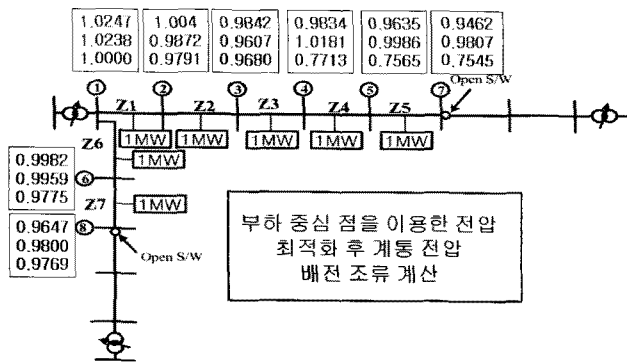 1.0247 1.004 0.9842 0.9834 0.9635 0.9462
1.0238 0.9872 0.9607 1.0181 0.9986 0.9807
1.0000 0.9791 0.9680 0.7713 0.7565 0.7545
Open S/W
1 2 3 4 5 7
Z1 Z2 Z3 Z4 Z5
1MW 1MW 1MW 1MW 1MW
Z6
1MW
0.9982
0.9959
0.9775
6
Z7
1MW
0.9647
0.9800
0.9769
8
Open S/W
부하 중심 점을 이용한 전압
최적화 후 계통 전압
배전 조류 계산